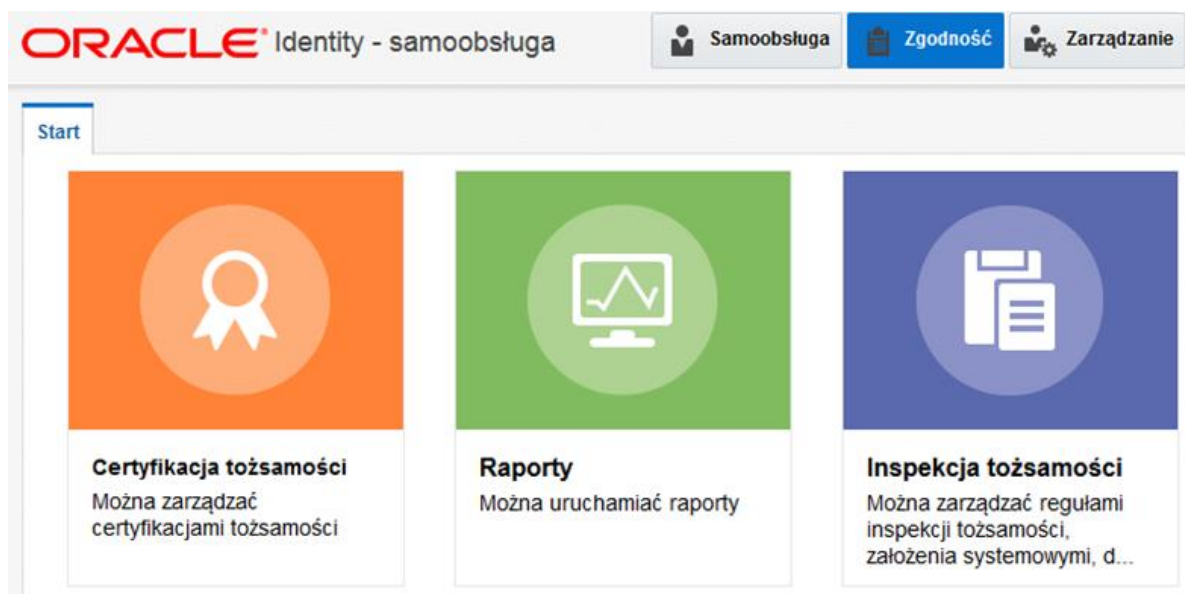 ORACLE® Identity - samoobsługa
Samoobsługa
Zgodność
Zarządzanie
Start
Certyfikacja tożsamości
Można zarządzać
certyfikacjami tożsamości
Raporty
Można uruchamiać raporty
Inspekcja tożsamości
Można zarządzać regułami
inspekcji tożsamości,
założenia systemowymi, d...